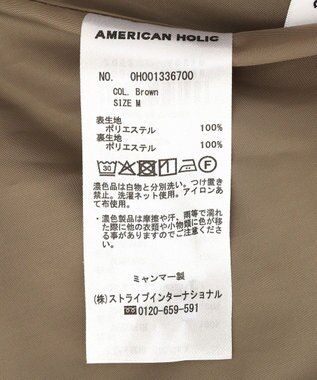 AMERICAN HOLIC
NO. 0H001336700
COL. Brown
SIZE M
表生地
ポリエステル 100%
裏生地
ポリエステル 100%
30 F
濃色品は白物と分別洗い。つけ置き
禁止。洗濯ネット使用。アイロンあ
て布使用。
・濃色製品は摩擦や汗、雨等で濡れ
た際に他の衣類や小物類に色が移
る事がありますのでご注意くださ
い。
ミャンマー製
(株)ストライプインターナショナル
0120-659-591